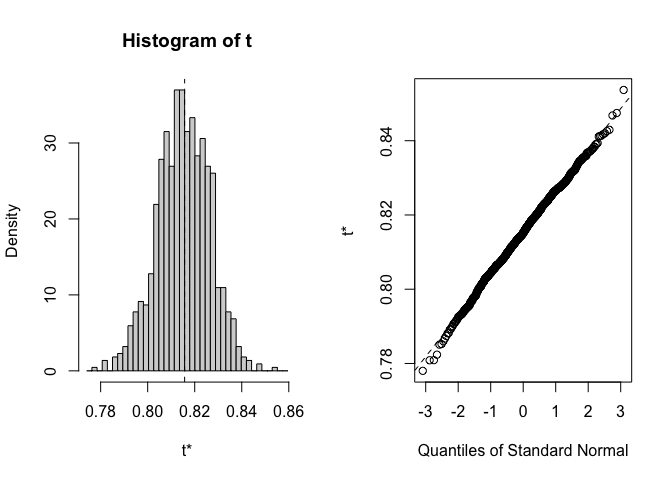 Histogram of t
Density
0
10
20
30
0.78 0.80 0.82 0.84 0.86
t*
t*
0.78
0.80
0.82
0.84
-3 -2 -1 0 1 2 3
Quantiles of Standard Normal